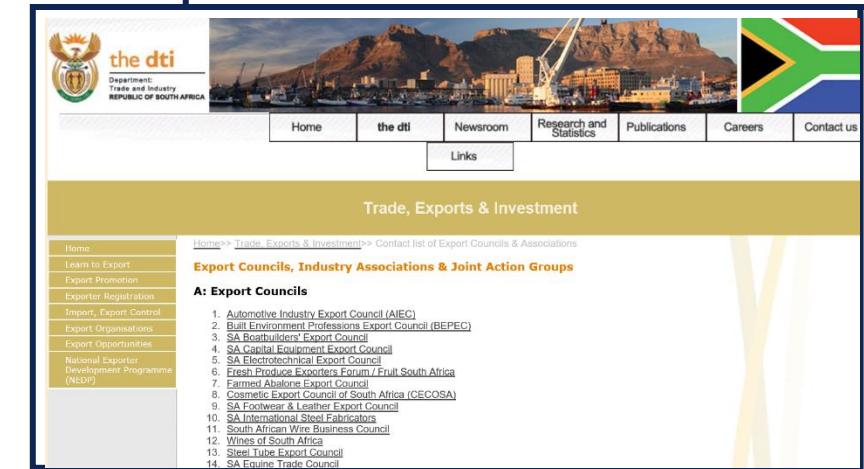 the dti
Department:
Trade and Industry
REPUBLIC OF SOUTH AFRICA
Home
the dti
Newsroom
Research and Statistics
Publications
Careers
Contact us
Links
Trade, Exports & Investment
Home
Learn to Export
Export Promotion
Exporter Registration
Import, Export Control
Export Organisations
Export Opportunities
National Exporter
Development Programme
(NEDP)
Home>> Trade, Exports & Investment>> Contact list of Export Councils & Associations
Export Councils, Industry Associations & Joint Action Groups
A: Export Councils
1. Automotive Industry Export Council (AIEC)
2. Built Environment Professions Export Council (BEPEC)
3. SA Boatbuilders' Export Council
4. SA Capital Equipment Export Council
5. SA Electrotechnical Export Council
6. Fresh Produce Exporters Forum / Fruit South Africa
7. Farmed Abalone Export Council
8. Cosmetic Export Council of South Africa (CECOSA)
9. SA Footwear & Leather Export Council
10. SA International Steel Fabricators
11. South African Wire Business Council
12. Wines of South Africa
13. Steel Tube Export Council
14. SA Equine Trade Council